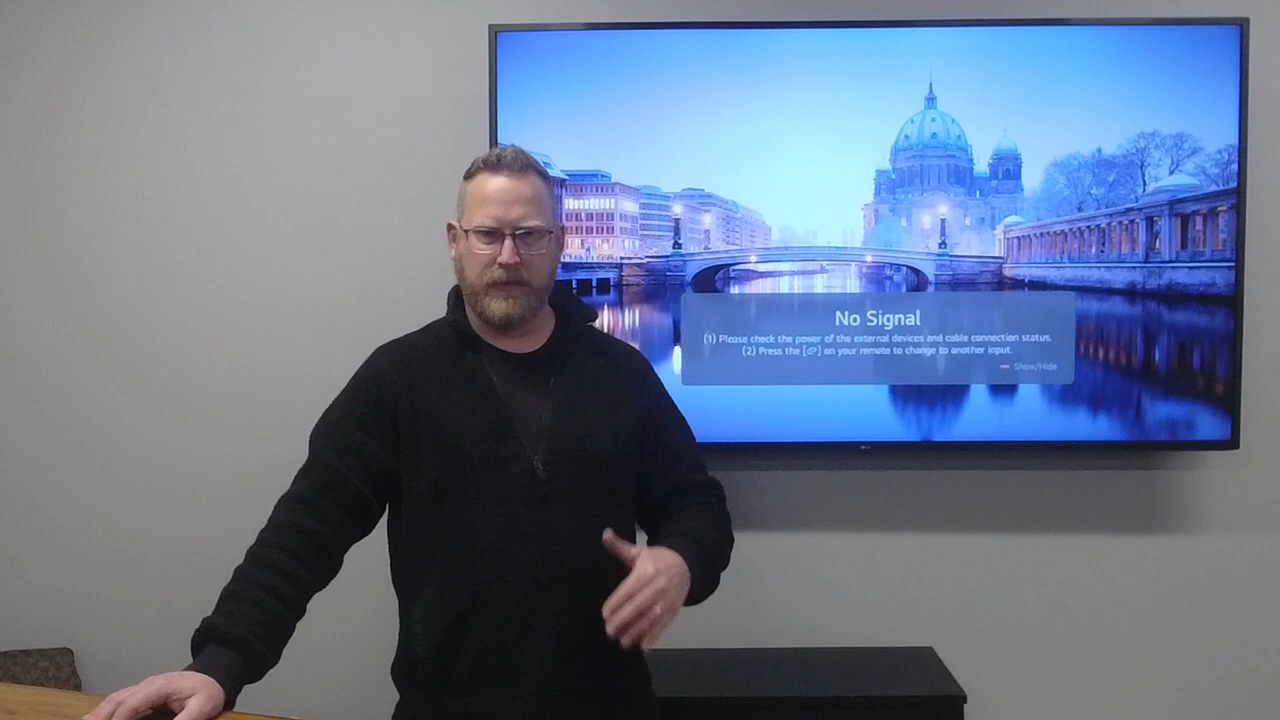 No Signal
(1) Please check the power of the external devices and cable connection status.
(2) Press the [⎚] on your remote to change to another input.
Show/Hide
LG